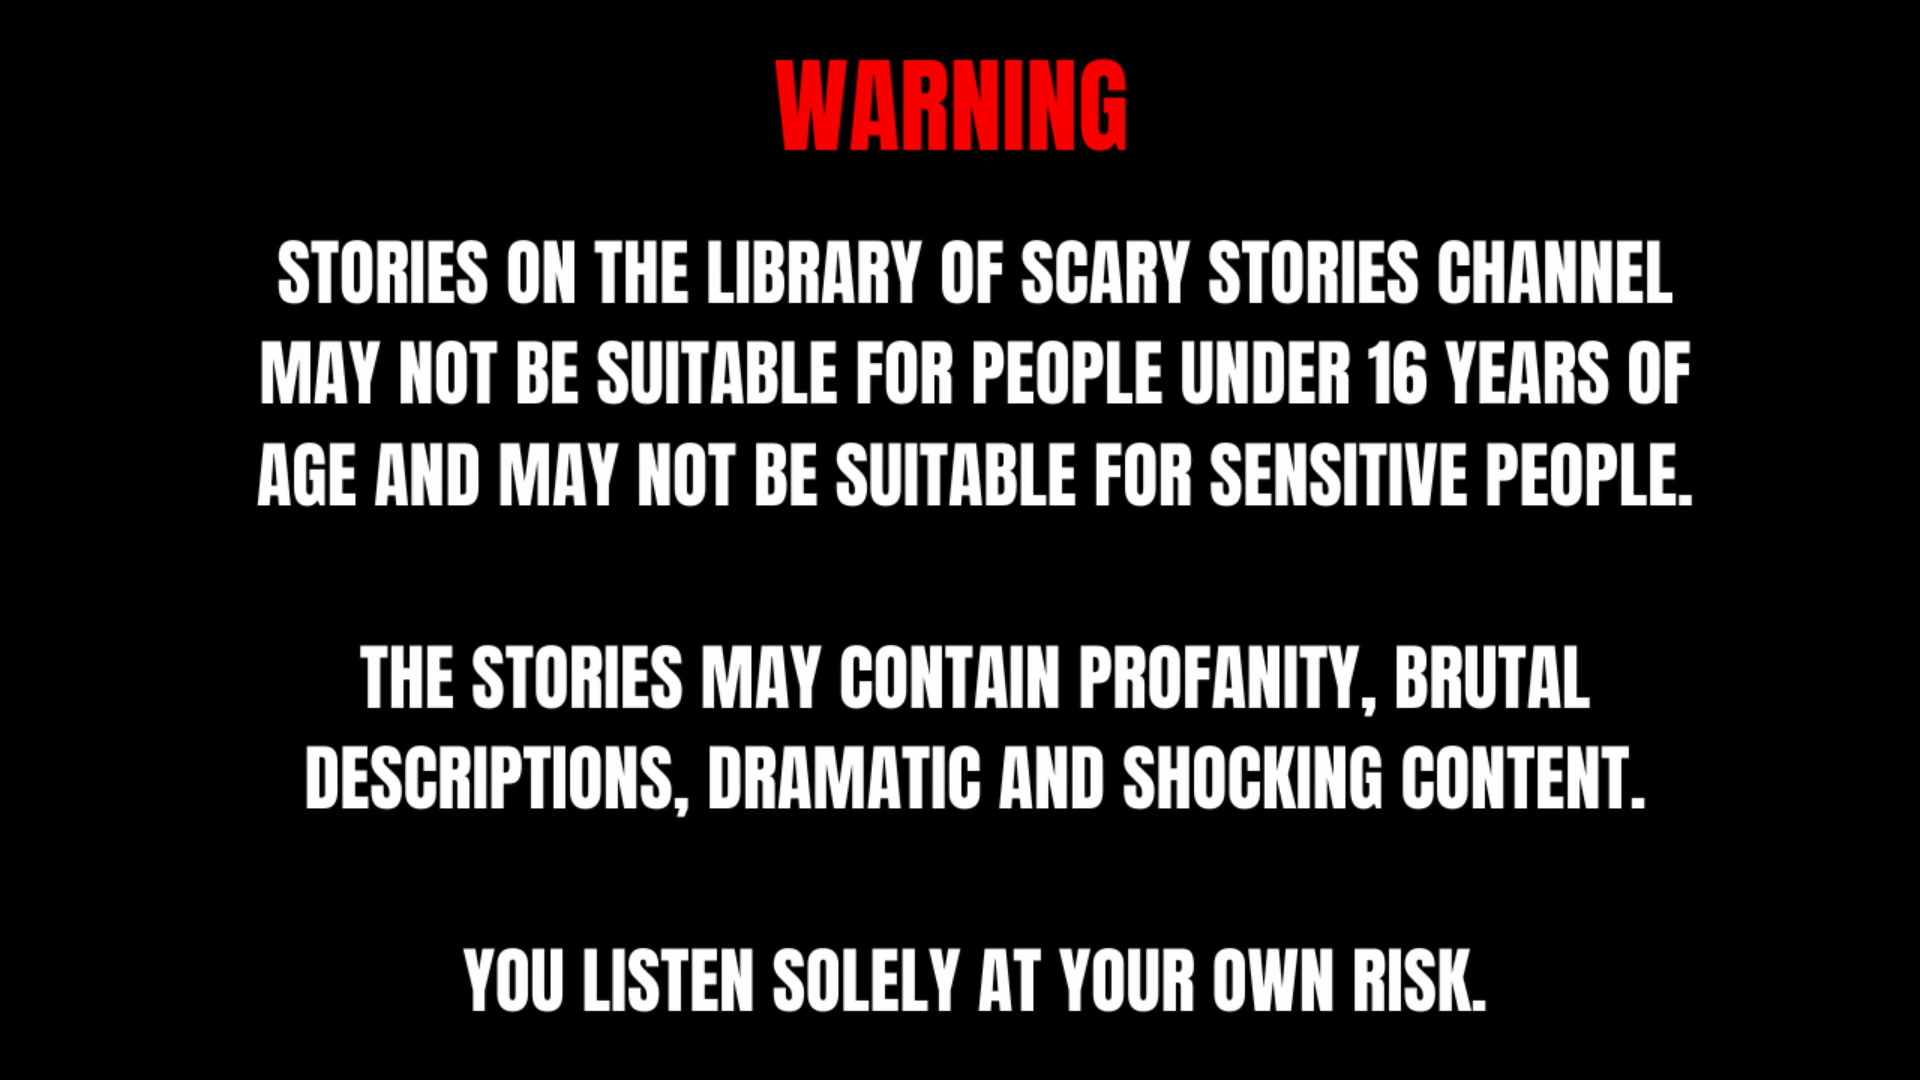 WARNING
STORIES ON THE LIBRARY OF SCARY STORIES CHANNEL
MAY NOT BE SUITABLE FOR PEOPLE UNDER 16 YEARS OF
AGE AND MAY NOT BE SUITABLE FOR SENSITIVE PEOPLE.
THE STORIES MAY CONTAIN PROFANITY, BRUTAL
DESCRIPTIONS, DRAMATIC AND SHOCKING CONTENT.
YOU LISTEN SOLELY AT YOUR OWN RISK.